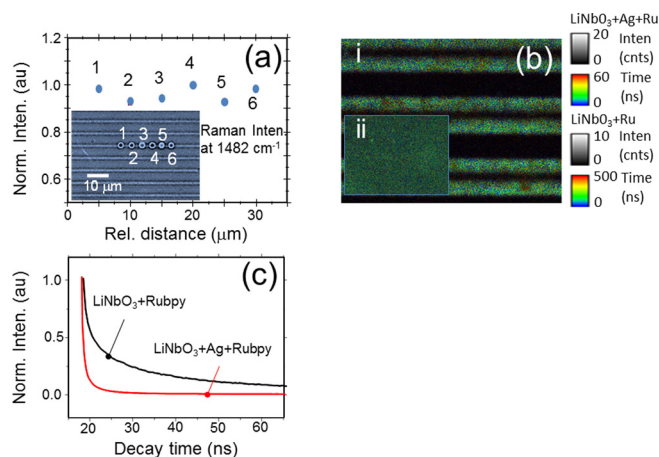 (a)
Norm. Inten. (au)
1.2
1.0
0.8
0.6
0.5
1 2 3 4 5 6
1 3 5
2 4 6
10 μm
Raman Inten.
at 1482 cm-1
0 10 20 30
Rel. distance (μm)
(b)
i
ii
LiNbO3+Ag+Ru
20
Inten
(cnts)
0
60
Time
(ns)
0
LiNbO3+Ru
10
Inten
(cnts)
0
500
Time
(ns)
0
(c)
Norm. Inten. (au)
1.0
0.5
0.0
LiNbO3+Rubpy
LiNbO3+Ag+Rubpy
20 30 40 50 60
Decay time (ns)